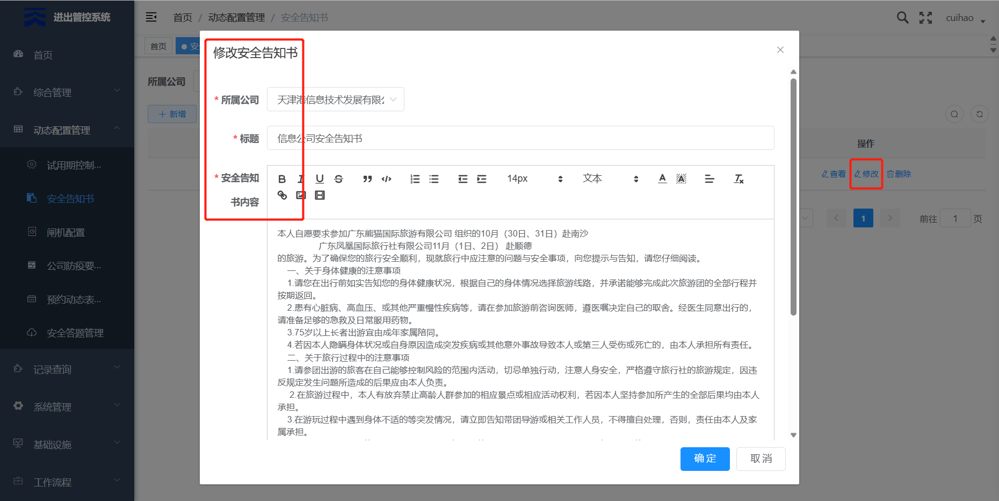 进出管控系统
首页 / 动态配置管理 / 安全告知书
cuihao
首页
综合管理
动态配置管理
试用期控制...
安全告知书
闸机配置
公司防疫要...
预约动态表...
安全答题管理
记录查询
系统管理
基础设施
工作流程
首页
所属公司
+ 新增
操作
查看 修改 删除
1
前往 1 页
修改安全告知书
* 所属公司 天津港信息技术发展有限
* 标题 信息公司安全告知书
* 安全告知
书内容
14px 文本
本人自愿要求参加广东熊猫国际旅游有限公司 组织的10月（30日、31日）赴南沙
广东凤凰国际旅行社有限公司11月（1日、2日） 赴顺德
的旅游。为了确保您的旅行安全顺利，现就旅行中应注意的问题与安全事项，向您提示与告知，请您仔细阅读。
一、关于身体健康的注意事项
1.请您在出行前如实告知您的身体健康状况，根据自己的身体情况选择旅游线路，并承诺能够完成此次旅游团的全部行程并
按期返回。
2.患有心脏病、高血压、或其他严重慢性疾病等，请在参加旅游前咨询医师，遵医嘱决定自己的取舍。经医生同意出行的，
请准备足够的急救及日常服用药物。
3.75岁以上长者出游宜由成年家属陪同。
4.若因本人隐瞒身体状况或自身原因造成突发疾病或其他意外事故导致本人或第三人受伤或死亡的，由本人承担所有责任。
二、关于旅行过程中的注意事项
1.请参团出游的旅客在自己能够控制风险的范围内活动，切忌单独行动，注意人身安全，严格遵守旅行社的旅游规定，因违
反规定发生问题所造成的后果应由本人负责。
2.在旅游过程中，本人有放弃禁止高龄人群参加的相应景点或相应活动权利，若因本人坚持参加所产生的全部后果均由本人
承担。
3.在游玩过程中遇到身体不适的等突发情况，请立即告知带团导游或相关工作人员，不得擅自处理，否则，责任由本人及家
属承担。
确定 取消